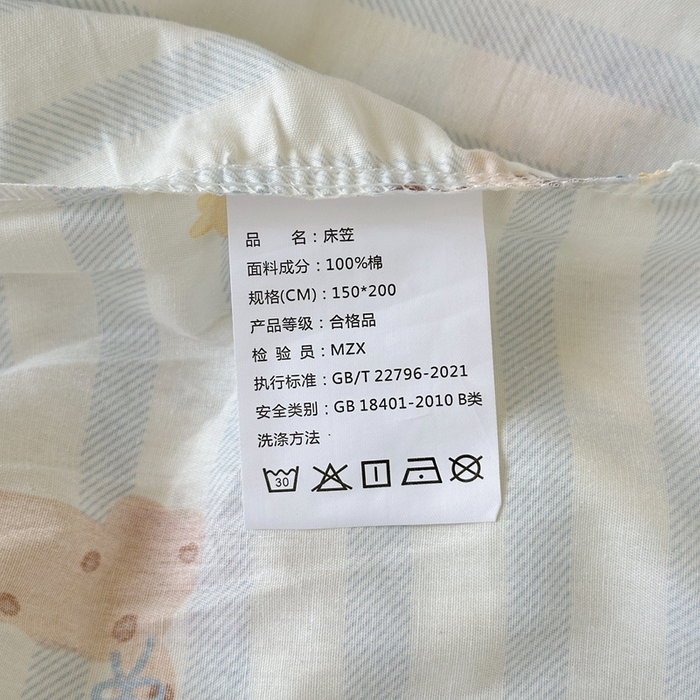 品 名：床笠
面料成分：100%棉
规格(CM)：150*200
产品等级：合格品
检 验 员：MZX
执行标准：GB/T 22796-2021
安全类别：GB 18401-2010 B类
洗涤方法
30